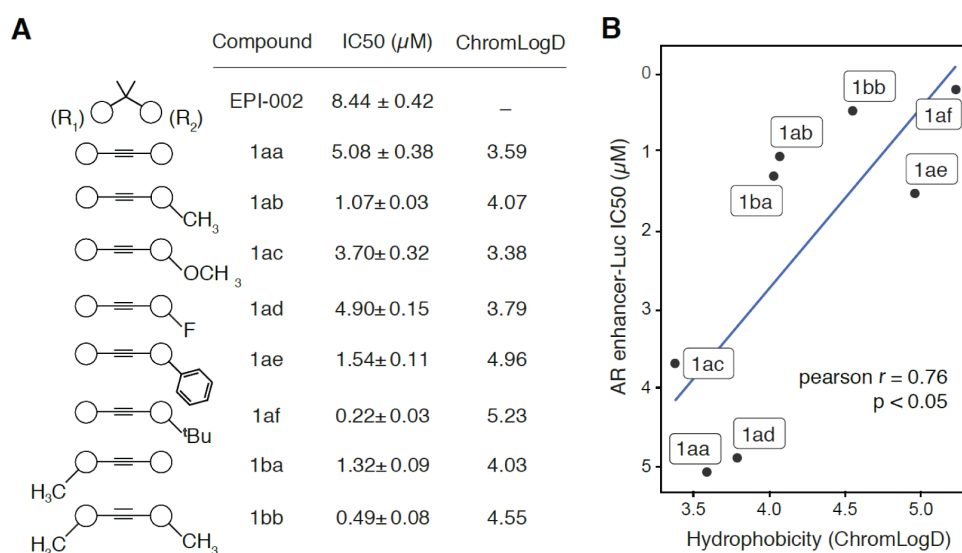 A
Compound IC50 (µM) ChromLogD
(R1) (R2) EPI-002 8.44 ± 0.42 –
1aa 5.08 ± 0.38 3.59
1ab 1.07± 0.03 4.07
CH3
1ac 3.70± 0.32 3.38
OCH3
1ad 4.90± 0.15 3.79
F
1ae 1.54± 0.11 4.96
1af 0.22± 0.03 5.23
tBu
1ba 1.32± 0.09 4.03
H3C
1bb 0.49± 0.08 4.55
H3C CH3
B
AR enhancer-Luc IC50 (µM)
0
1
2
3
4
5
1bb
1af
1ab
1ae
1ba
1ac
pearson r = 0.76
p < 0.05
1aa
1ad
3.5 4.0 4.5 5.0
Hydrophobicity (ChromLogD)